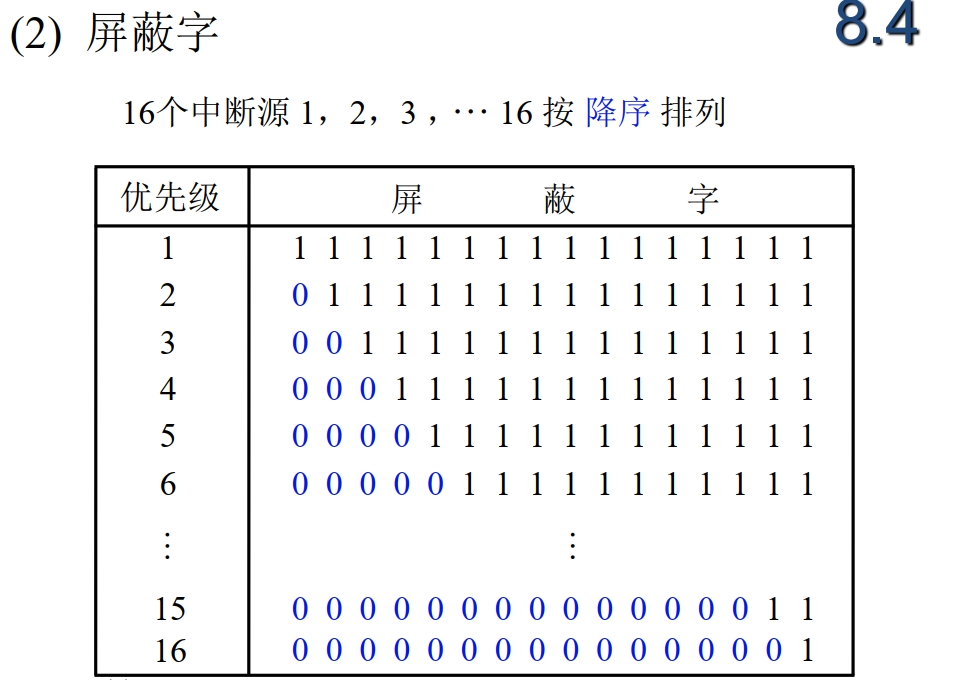 (2) 屏蔽字
8.4
16个中断源 1，2，3 ，… 16 按 降序 排列
优先级 屏 蔽 字
1 1 1 1 1 1 1 1 1 1 1 1 1 1 1 1 1
2 0 1 1 1 1 1 1 1 1 1 1 1 1 1 1 1
3 0 0 1 1 1 1 1 1 1 1 1 1 1 1 1 1
4 0 0 0 1 1 1 1 1 1 1 1 1 1 1 1 1
5 0 0 0 0 1 1 1 1 1 1 1 1 1 1 1 1
6 0 0 0 0 0 1 1 1 1 1 1 1 1 1 1 1
⋮ ⋮
15 0 0 0 0 0 0 0 0 0 0 0 0 0 0 1 1
16 0 0 0 0 0 0 0 0 0 0 0 0 0 0 0 1